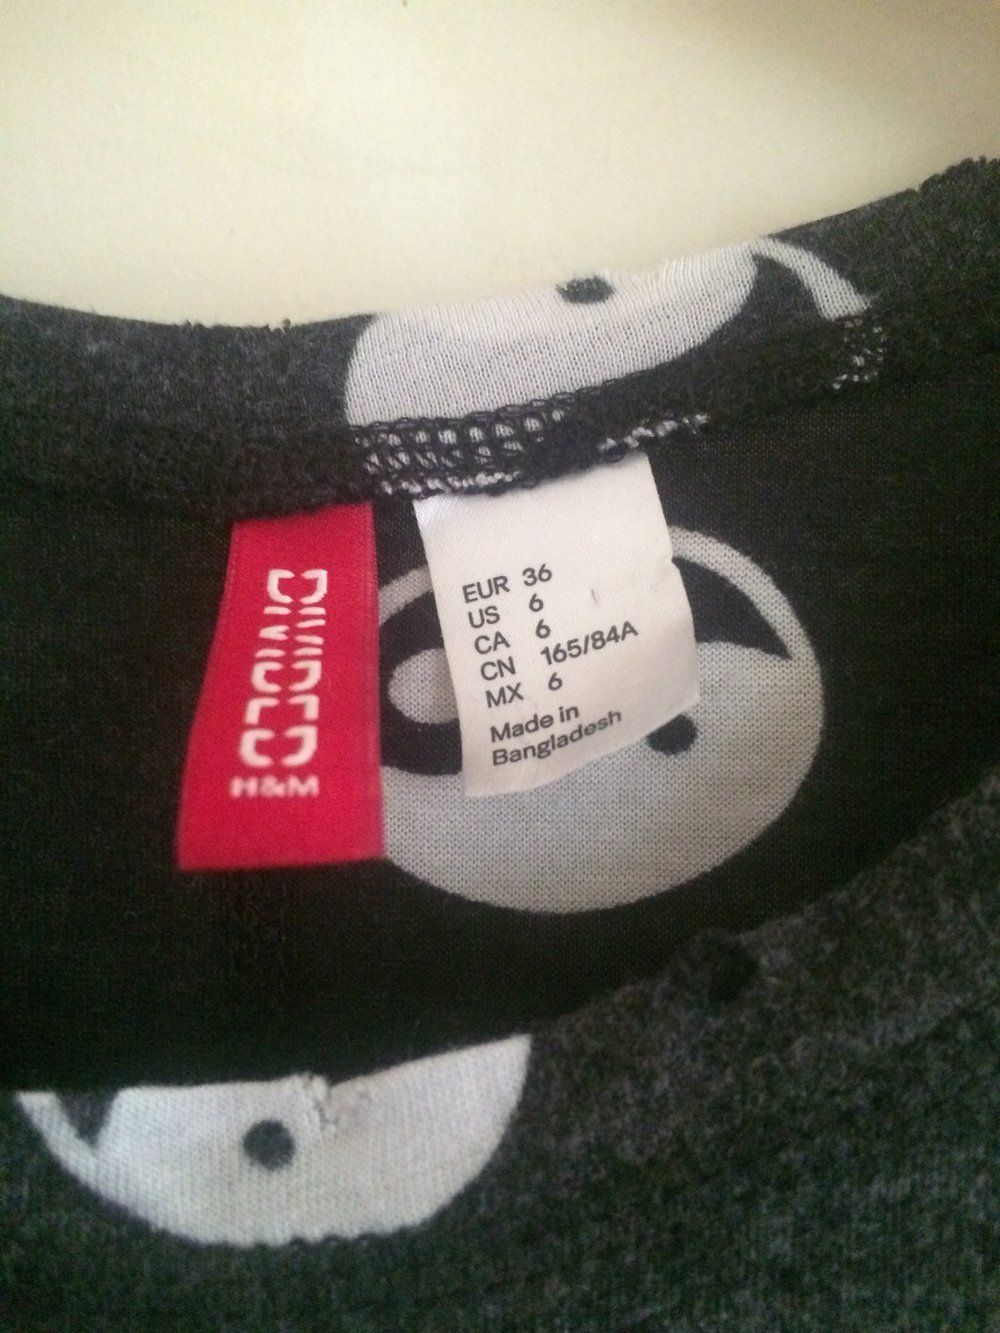 DIVIDED
H&M
EUR 36
US 6
CA 6
CN 165/84A
MX 6
Made in
Bangladesh